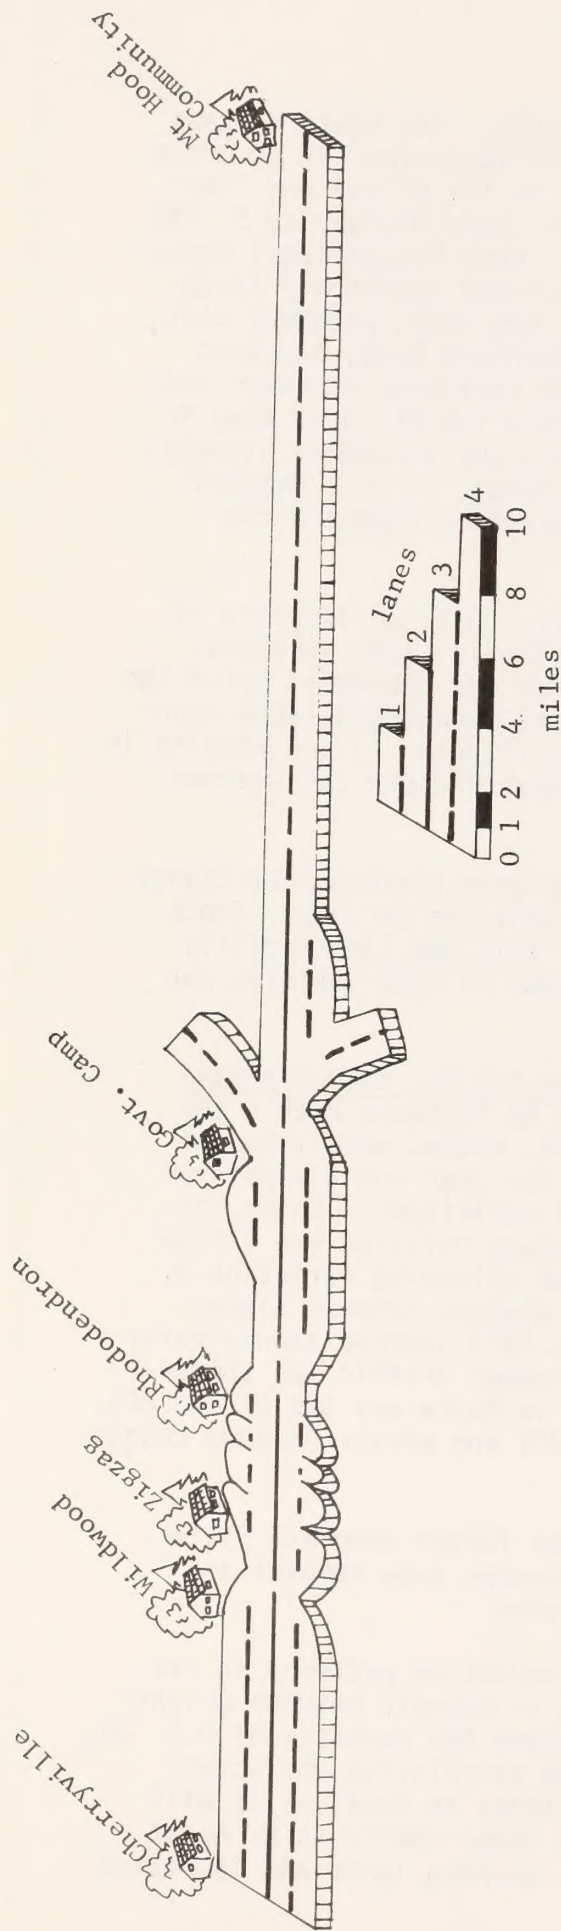 Cherryville
Wildwood
Zigzag
Rhododendron
Govt. Camp
Mt Hood
Community
lanes
1
2
3
4
0 1 2 4 6 8 10
miles